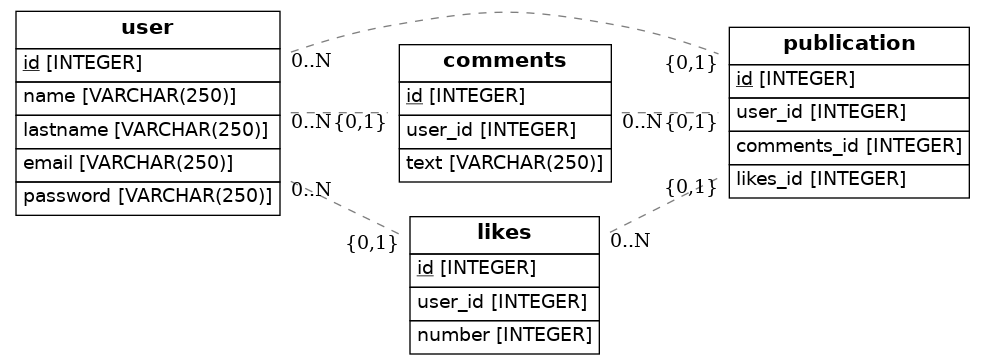 user
id [INTEGER]
name [VARCHAR(250)]
lastname [VARCHAR(250)]
email [VARCHAR(250)]
password [VARCHAR(250)]
0..N
{0,1}
0..N
{0,1}
0..N
{0,1}
comments
id [INTEGER]
user_id [INTEGER]
text [VARCHAR(250)]
0..N
{0,1}
likes
id [INTEGER]
user_id [INTEGER]
number [INTEGER]
0..N
{0,1}
publication
id [INTEGER]
user_id [INTEGER]
comments_id [INTEGER]
likes_id [INTEGER]